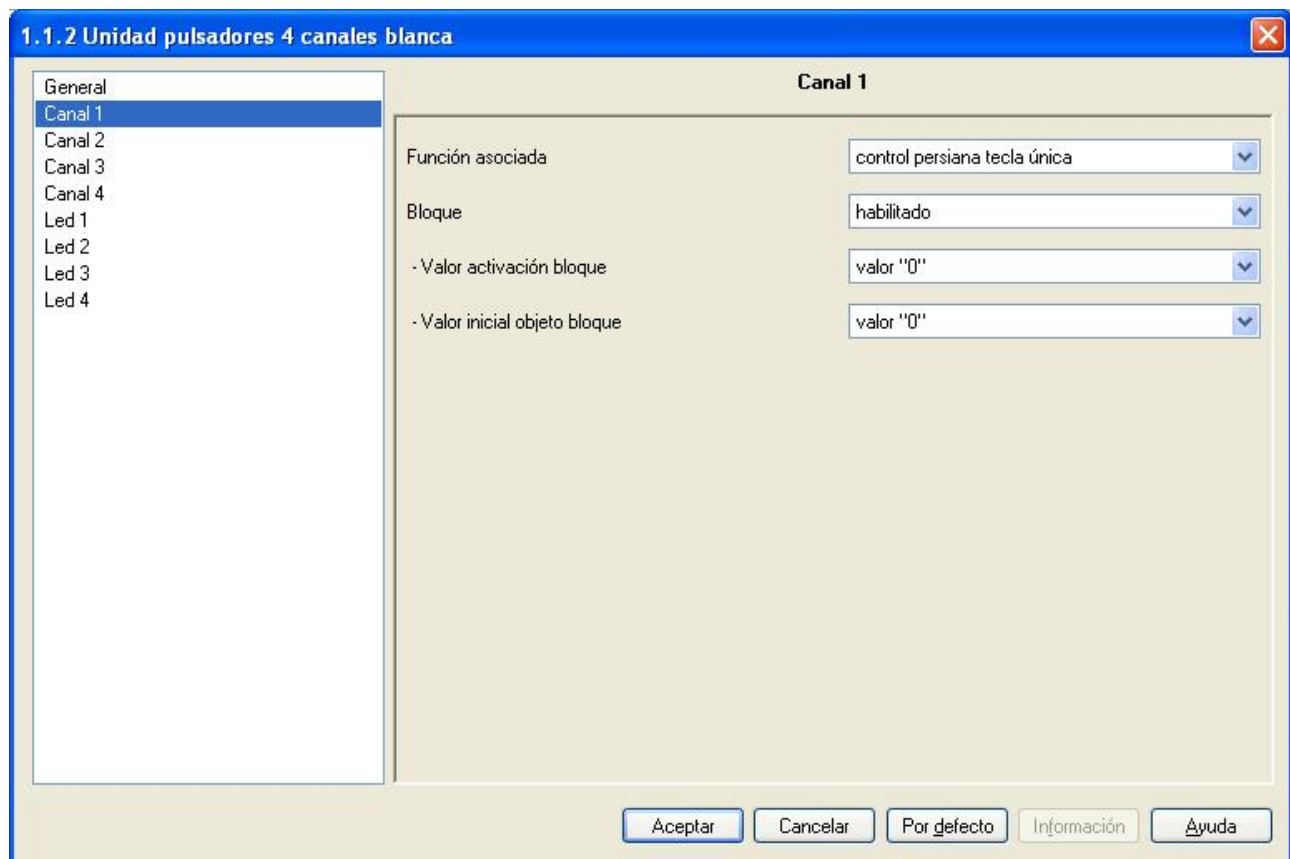 1.1.2 Unidad pulsadores 4 canales blanca
General
Canal 1
Canal 2
Canal 3
Canal 4
Led 1
Led 2
Led 3
Led 4
Canal 1
Función asociada
control persiana tecla única
Bloque
habilitado
- Valor activación bloque
valor "0"
- Valor inicial objeto bloque
valor "0"
Aceptar
Cancelar
Por defecto
Información
Ayuda